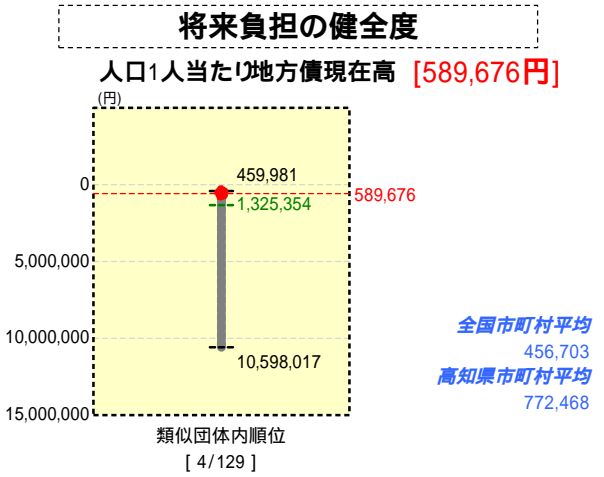 将来負担の健全度
人口1人当たり地方債現在高 [589,676円]
(円)
0
5,000,000
10,000,000
15,000,000
459,981
1,325,354
589,676
10,598,017
類似団体内順位
[ 4/129 ]
全国市町村平均
456,703
高知県市町村平均
772,468